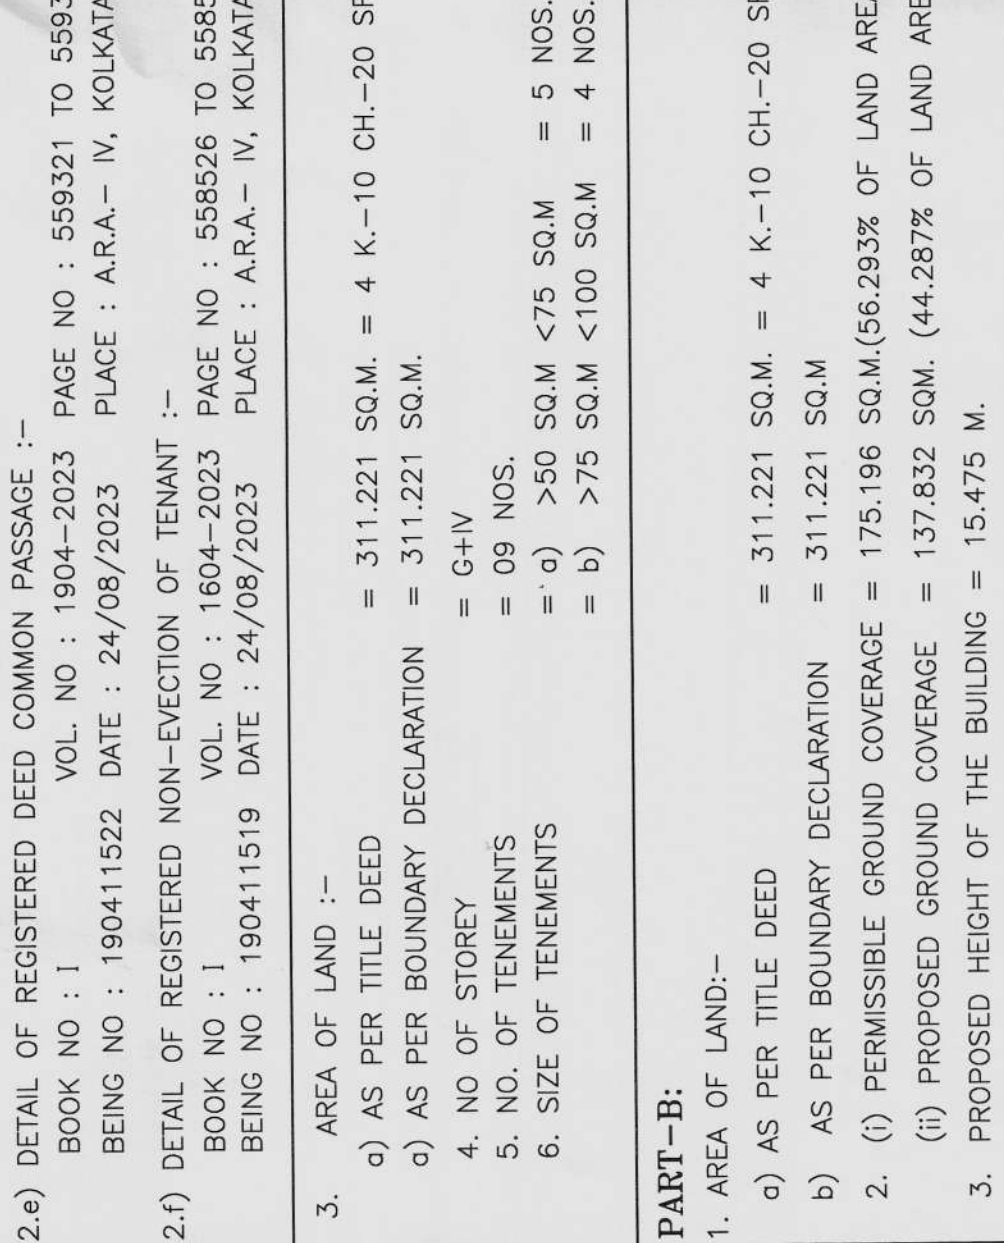 2.e) DETAIL OF REGISTERED DEED COMMON PASSAGE :–
BOOK NO : I VOL. NO : 1904–2023 PAGE NO : 559321 TO 5593
BEING NO : 190411522 DATE : 24/08/2023 PLACE : A.R.A.– IV, KOLKATA
2.f) DETAIL OF REGISTERED NON–EVECTION OF TENANT :–
BOOK NO : I VOL. NO : 1604–2023 PAGE NO : 558526 TO 5585
BEING NO : 190411519 DATE : 24/08/2023 PLACE : A.R.A.– IV, KOLKATA
3. AREA OF LAND :–
a) AS PER TITLE DEED = 311.221 SQ.M. = 4 K.–10 CH.–20 SF
a) AS PER BOUNDARY DECLARATION = 311.221 SQ.M.
4. NO OF STOREY = G+IV
5. NO. OF TENEMENTS = 09 NOS.
6. SIZE OF TENEMENTS = a) >50 SQ.M <75 SQ.M = 5 NOS.
= b) >75 SQ.M <100 SQ.M = 4 NOS.
PART–B:
1. AREA OF LAND:–
a) AS PER TITLE DEED = 311.221 SQ.M. = 4 K.–10 CH.–20 SF
b) AS PER BOUNDARY DECLARATION = 311.221 SQ.M
2. (i) PERMISSIBLE GROUND COVERAGE = 175.196 SQ.M.(56.293% OF LAND AREA
(ii) PROPOSED GROUND COVERAGE = 137.832 SQM. (44.287% OF LAND ARE
3. PROPOSED HEIGHT OF THE BUILDING = 15.475 M.